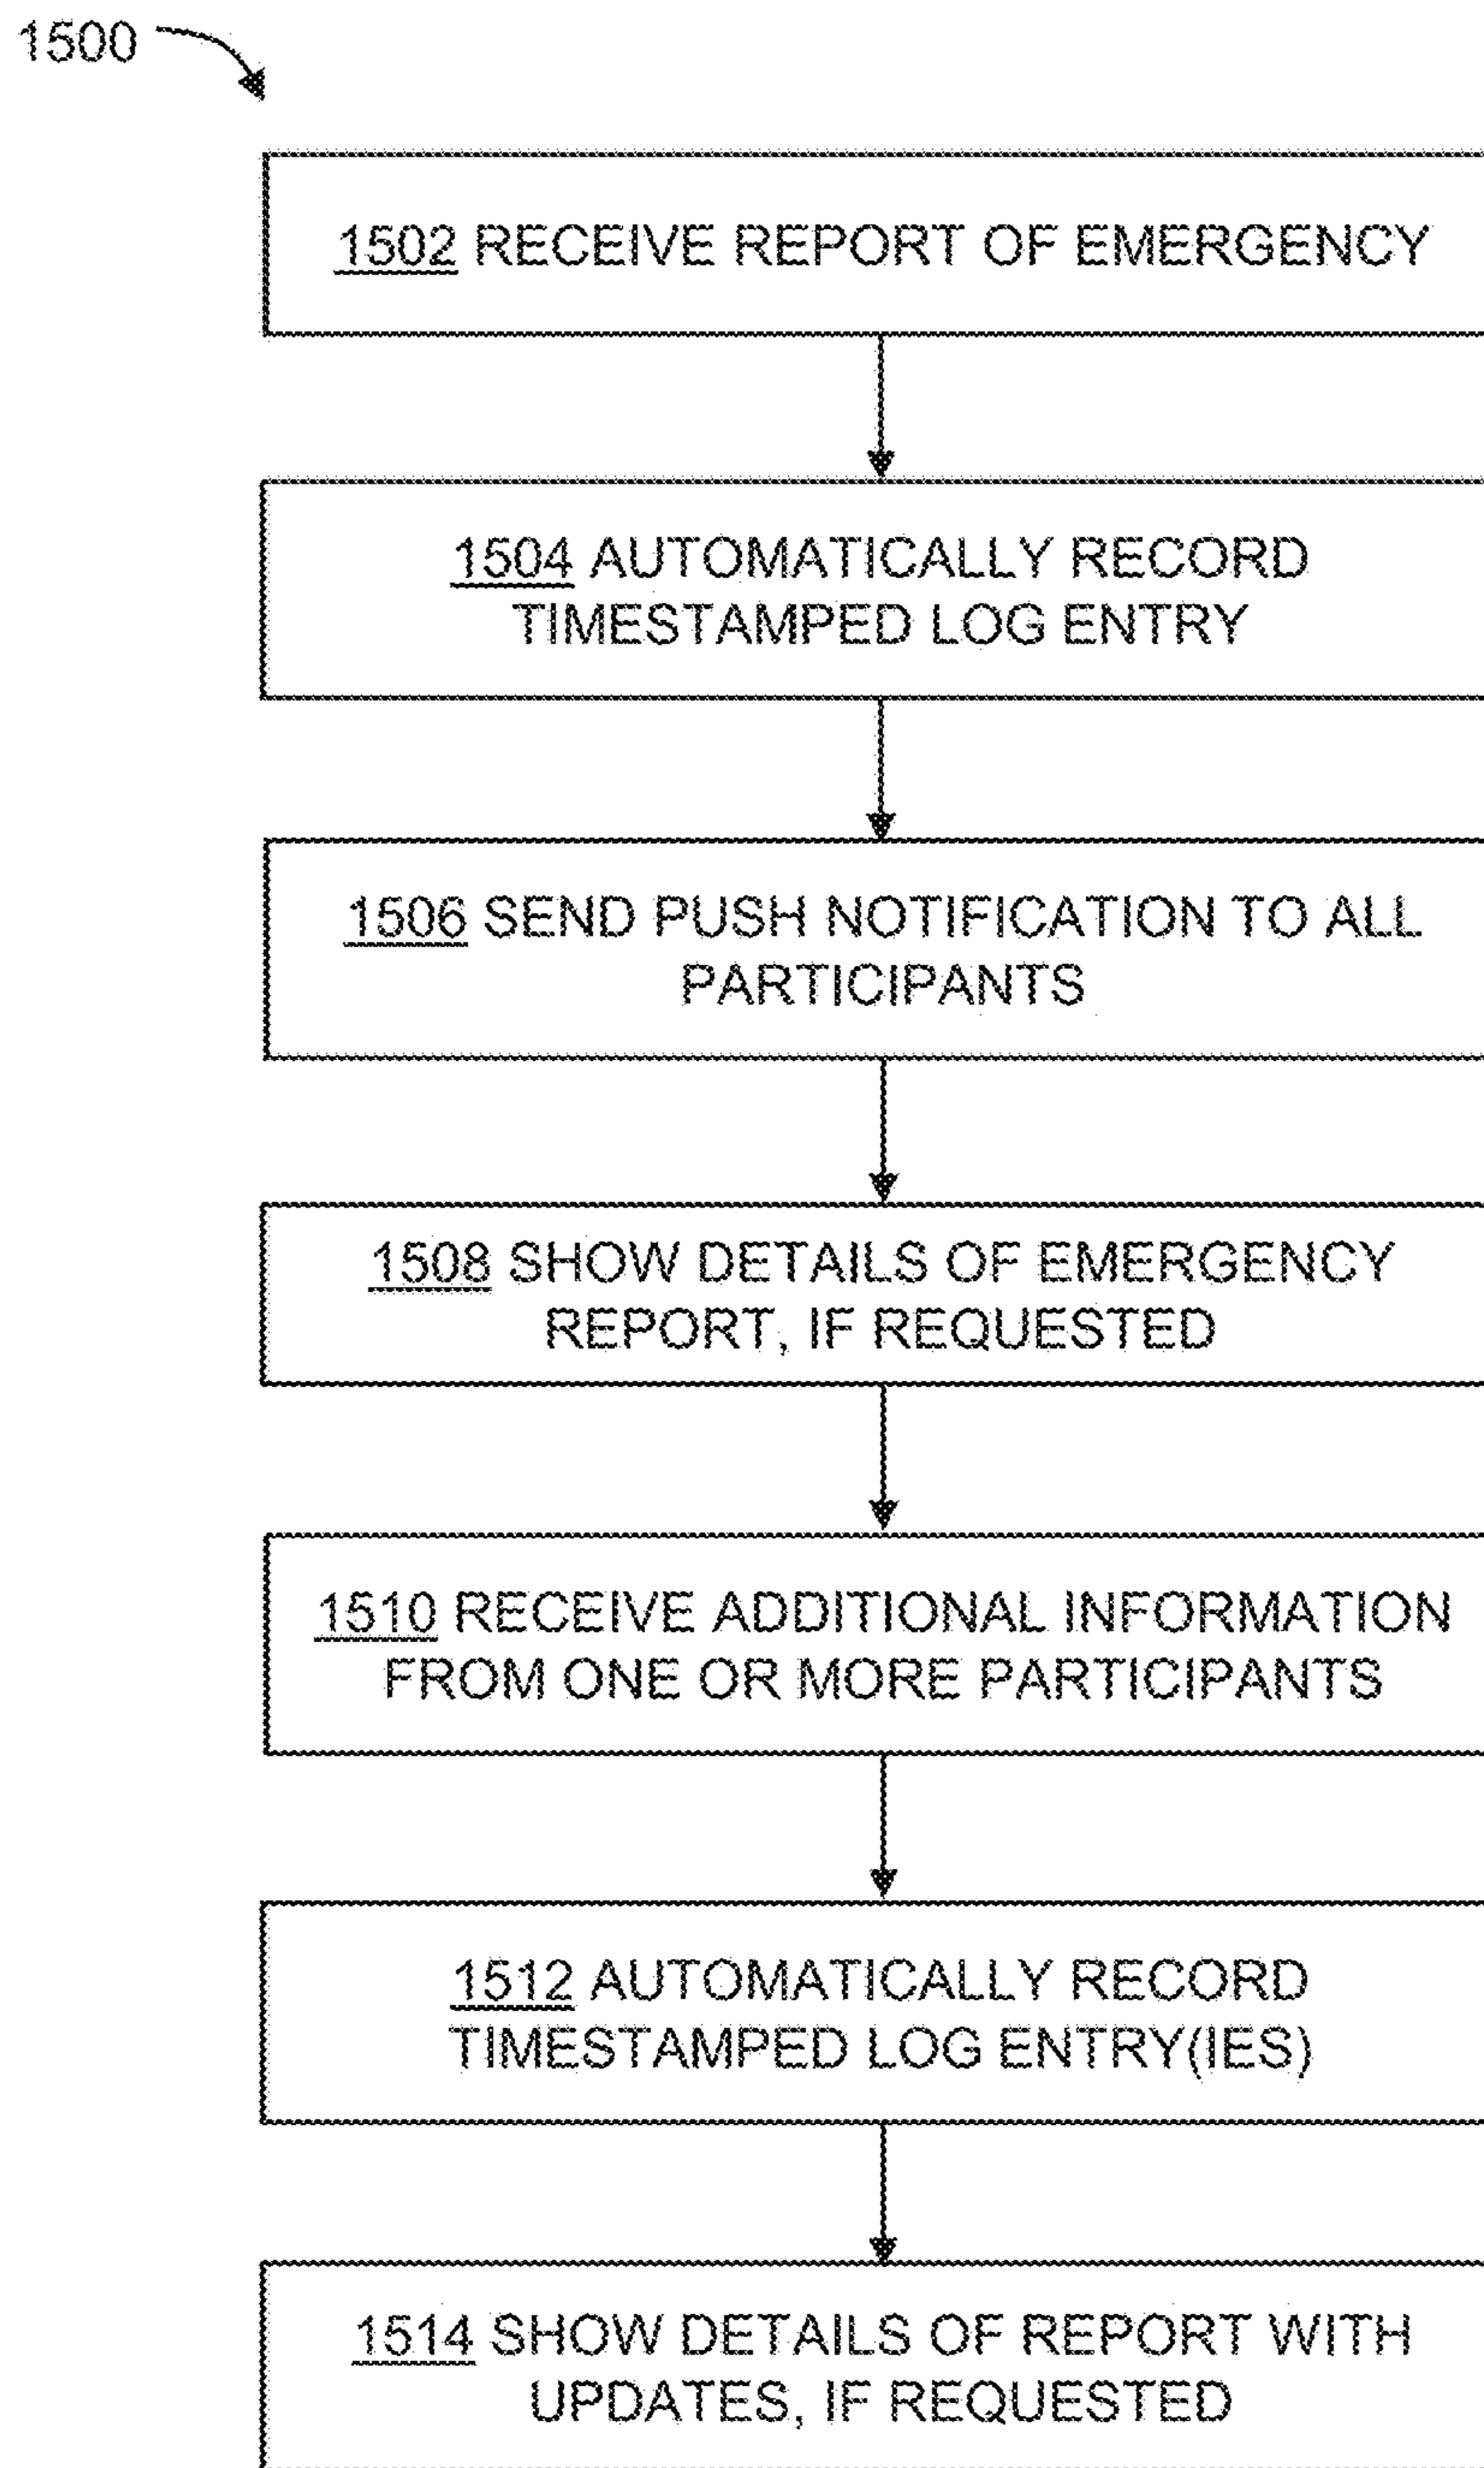 1500
1502 RECEIVE REPORT OF EMERGENCY
1504 AUTOMATICALLY RECORD
TIMESTAMPED LOG ENTRY
1506 SEND PUSH NOTIFICATION TO ALL
PARTICIPANTS
1508 SHOW DETAILS OF EMERGENCY
REPORT, IF REQUESTED
1510 RECEIVE ADDITIONAL INFORMATION
FROM ONE OR MORE PARTICIPANTS
1512 AUTOMATICALLY RECORD
TIMESTAMPED LOG ENTRY(IES)
1514 SHOW DETAILS OF REPORT WITH
UPDATES, IF REQUESTED